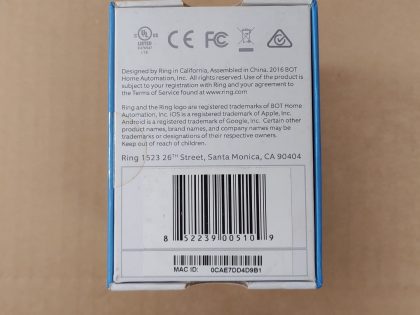 UL
LISTED
CE FC
Designed by Ring in California, Assembled in China, 2016 BOT
Home Automation, Inc. All rights reserved. Use of the product is
subject to your registration with Ring and your agreement to
the Terms of Service found at www.ring.com.
Ring and the Ring logo are registered trademarks of BOT Home
Automation, Inc. iOS is a registered trademark of Apple, Inc.
Android is a registered trademark of Google, Inc. Certain other
product names, brand names, and company names may be
trademarks or designations of their respective owners.
Keep out of reach of children.
Ring 1523 26TH Street, Santa Monica, CA 90404
8 52239 00510 9
MAC ID: 0CAE7DD4D9B1